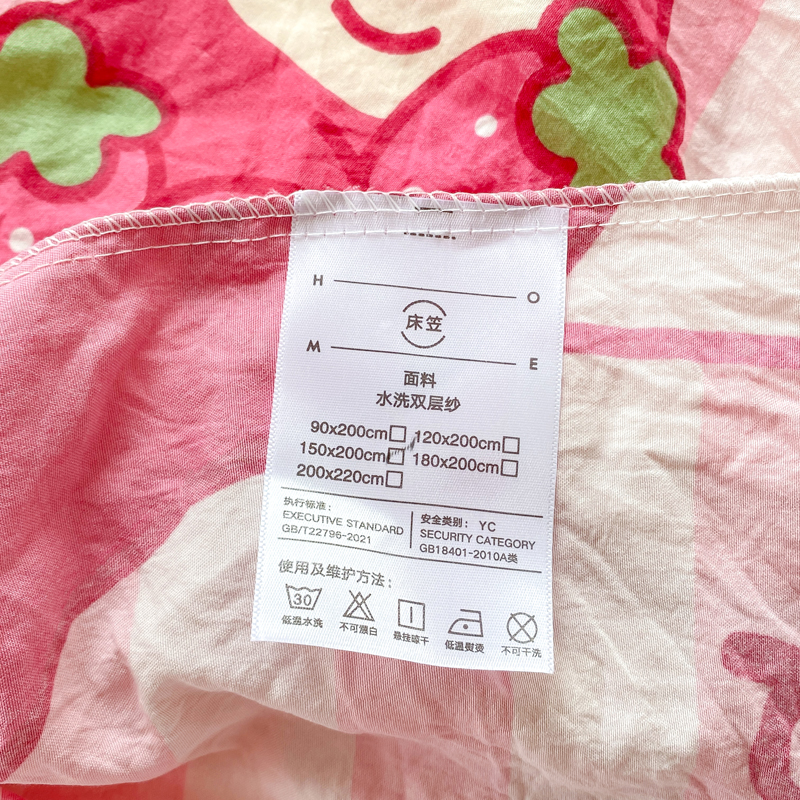 H O
床笠
M E
面料
水洗双层纱
90x200cm□ 120x200cm□
150x200cm□ 180x200cm□
200x220cm□
执行标准:
EXECUTIVE STANDARD
GB/T22796-2021
安全类别: YC
SECURITY CATEGORY
GB18401-2010A类
使用及维护方法:
30
低温水洗 不可漂白 悬挂晾干 低温熨烫 不可干洗